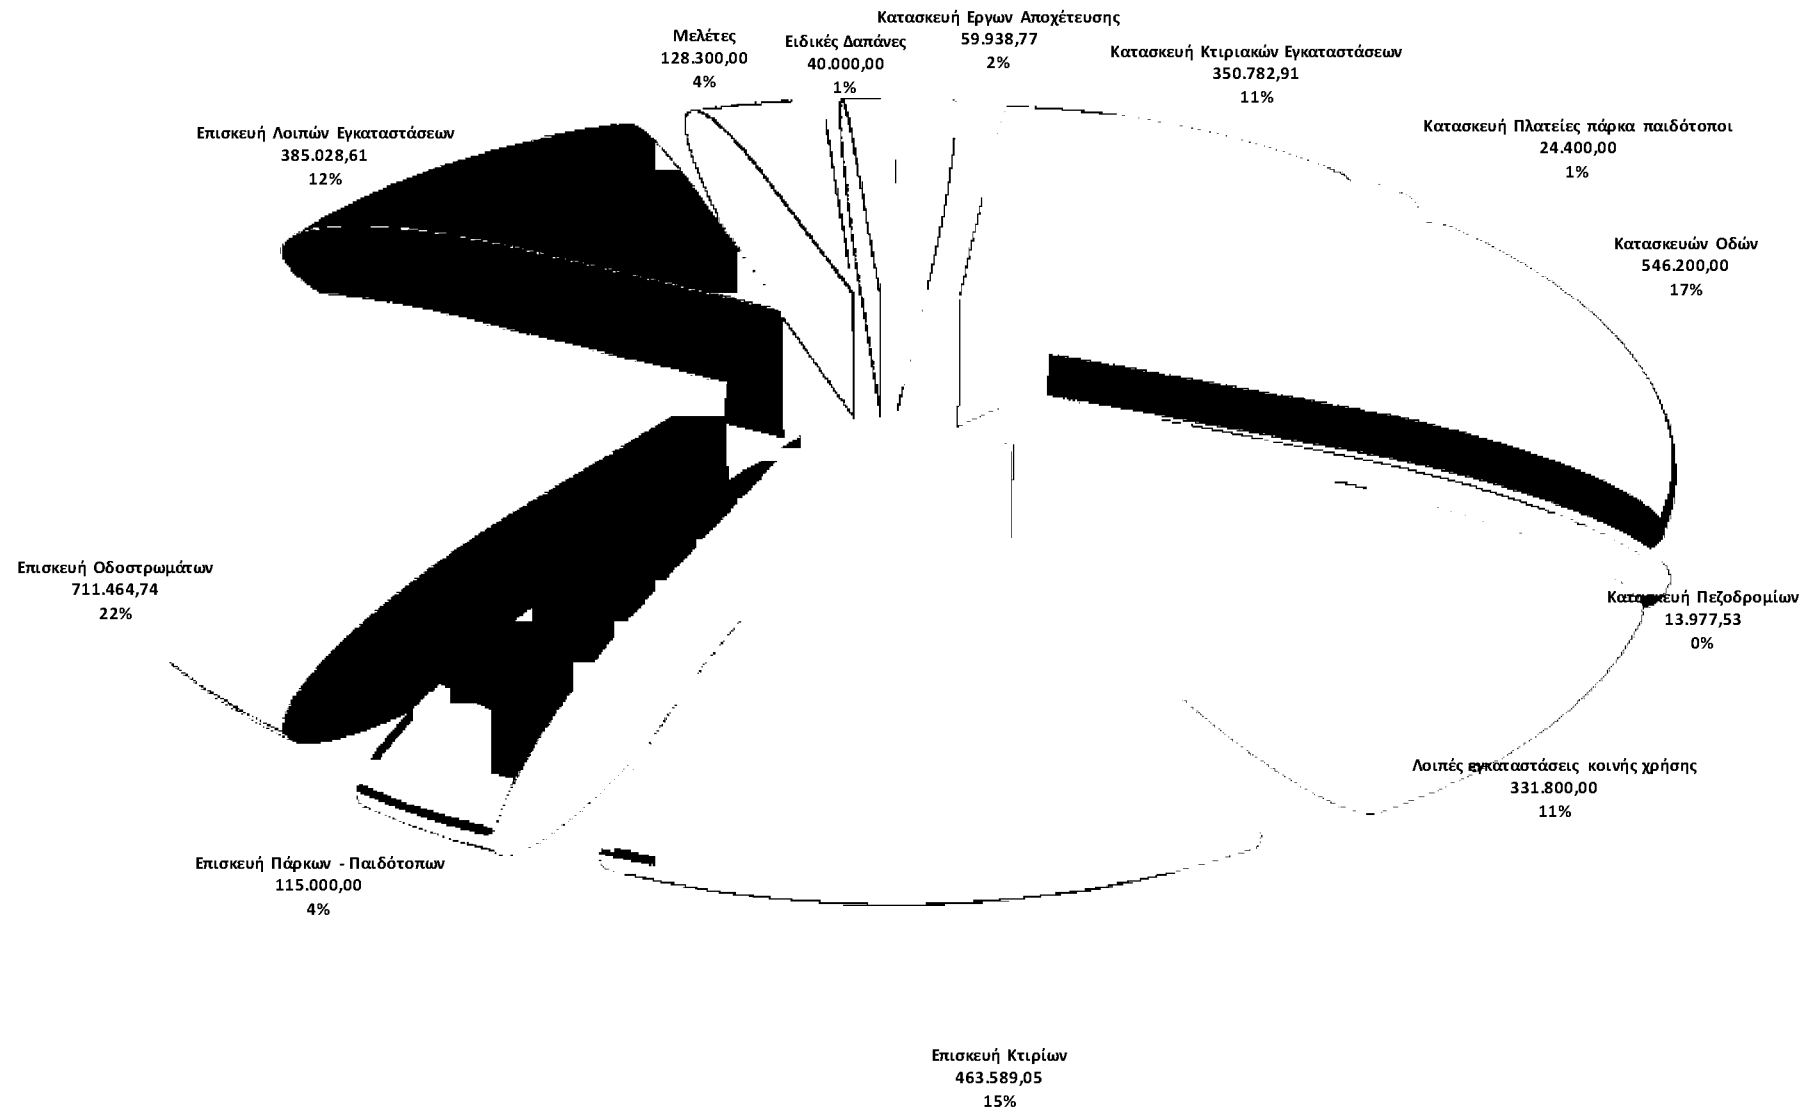 Κατασκευή Εργων Αποχέτευσης
59.938,77
2%
Μελέτες
128.300,00
4%
Ειδικές Δαπάνες
40.000,00
1%
Κατασκευή Κτιριακών Εγκαταστάσεων
350.782,91
11%
Επισκευή Λοιπών Εγκαταστάσεων
385.028,61
12%
Κατασκευή Πλατείες πάρκα παιδότοποι
24.400,00
1%
Κατασκευών Οδών
546.200,00
17%
Επισκευή Οδοστρωμάτων
711.464,74
22%
Κατασκευή Πεζοδρομίων
13.977,53
0%
Λοιπές εγκαταστάσεις κοινής χρήσης
331.800,00
11%
Επισκευή Πάρκων - Παιδότοπων
115.000,00
4%
Επισκευή Κτιρίων
463.589,05
15%